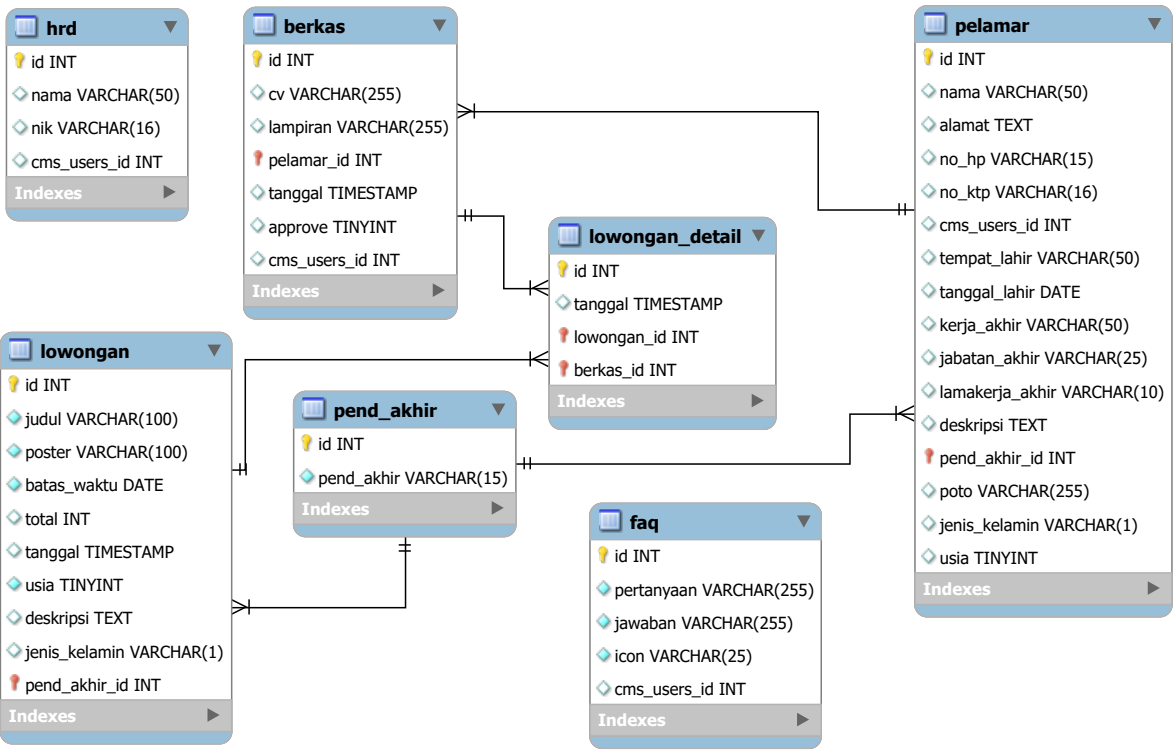 hrd
id INT
nama VARCHAR(50)
nik VARCHAR(16)
cms_users_id INT
Indexes
berkas
id INT
cv VARCHAR(255)
lampiran VARCHAR(255)
pelamar_id INT
tanggal TIMESTAMP
approve TINYINT
cms_users_id INT
Indexes
pelamar
id INT
nama VARCHAR(50)
alamat TEXT
no_hp VARCHAR(15)
no_ktp VARCHAR(16)
cms_users_id INT
tempat_lahir VARCHAR(50)
tanggal_lahir DATE
kerja_akhir VARCHAR(50)
jabatan_akhir VARCHAR(25)
lamakerja_akhir VARCHAR(10)
deskripsi TEXT
pend_akhir_id INT
poto VARCHAR(255)
jenis_kelamin VARCHAR(1)
usia TINYINT
Indexes
lowongan_detail
id INT
tanggal TIMESTAMP
lowongan_id INT
berkas_id INT
Indexes
lowongan
id INT
judul VARCHAR(100)
poster VARCHAR(100)
batas_waktu DATE
total INT
tanggal TIMESTAMP
usia TINYINT
deskripsi TEXT
jenis_kelamin VARCHAR(1)
pend_akhir_id INT
Indexes
pend_akhir
id INT
pend_akhir VARCHAR(15)
Indexes
faq
id INT
pertanyaan VARCHAR(255)
jawaban VARCHAR(255)
icon VARCHAR(25)
cms_users_id INT
Indexes